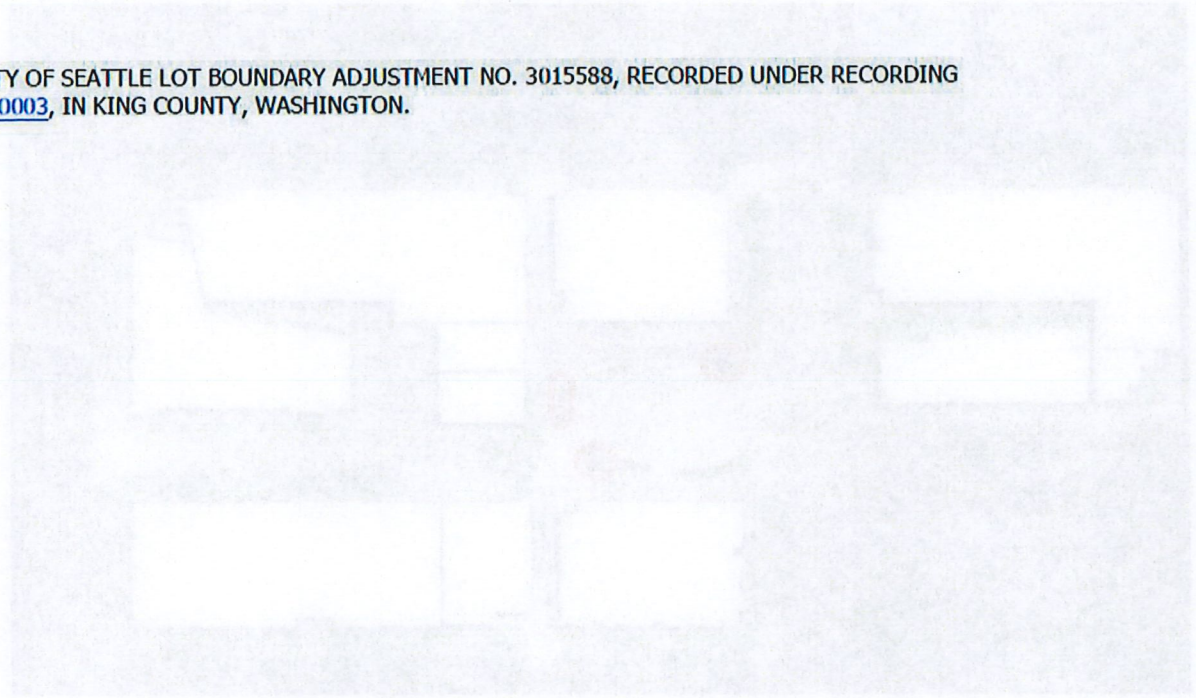 TY OF SEATTLE LOT BOUNDARY ADJUSTMENT NO. 3015588, RECORDED UNDER RECORDING
0003, IN KING COUNTY, WASHINGTON.